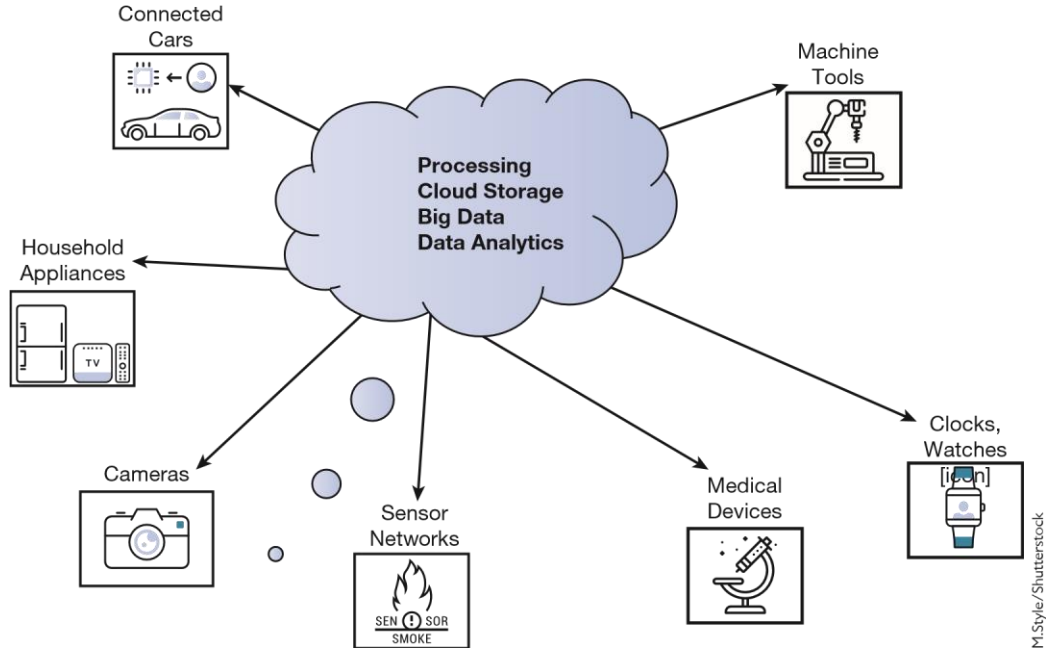 Connected
Cars
Machine
Tools
Processing
Cloud Storage
Big Data
Data Analytics
Household
Appliances
TV
Cameras
Sensor
Networks
SEN SOR
SMOKE
Medical
Devices
Clocks,
Watches
[icon]
M.Style/Shutterstock